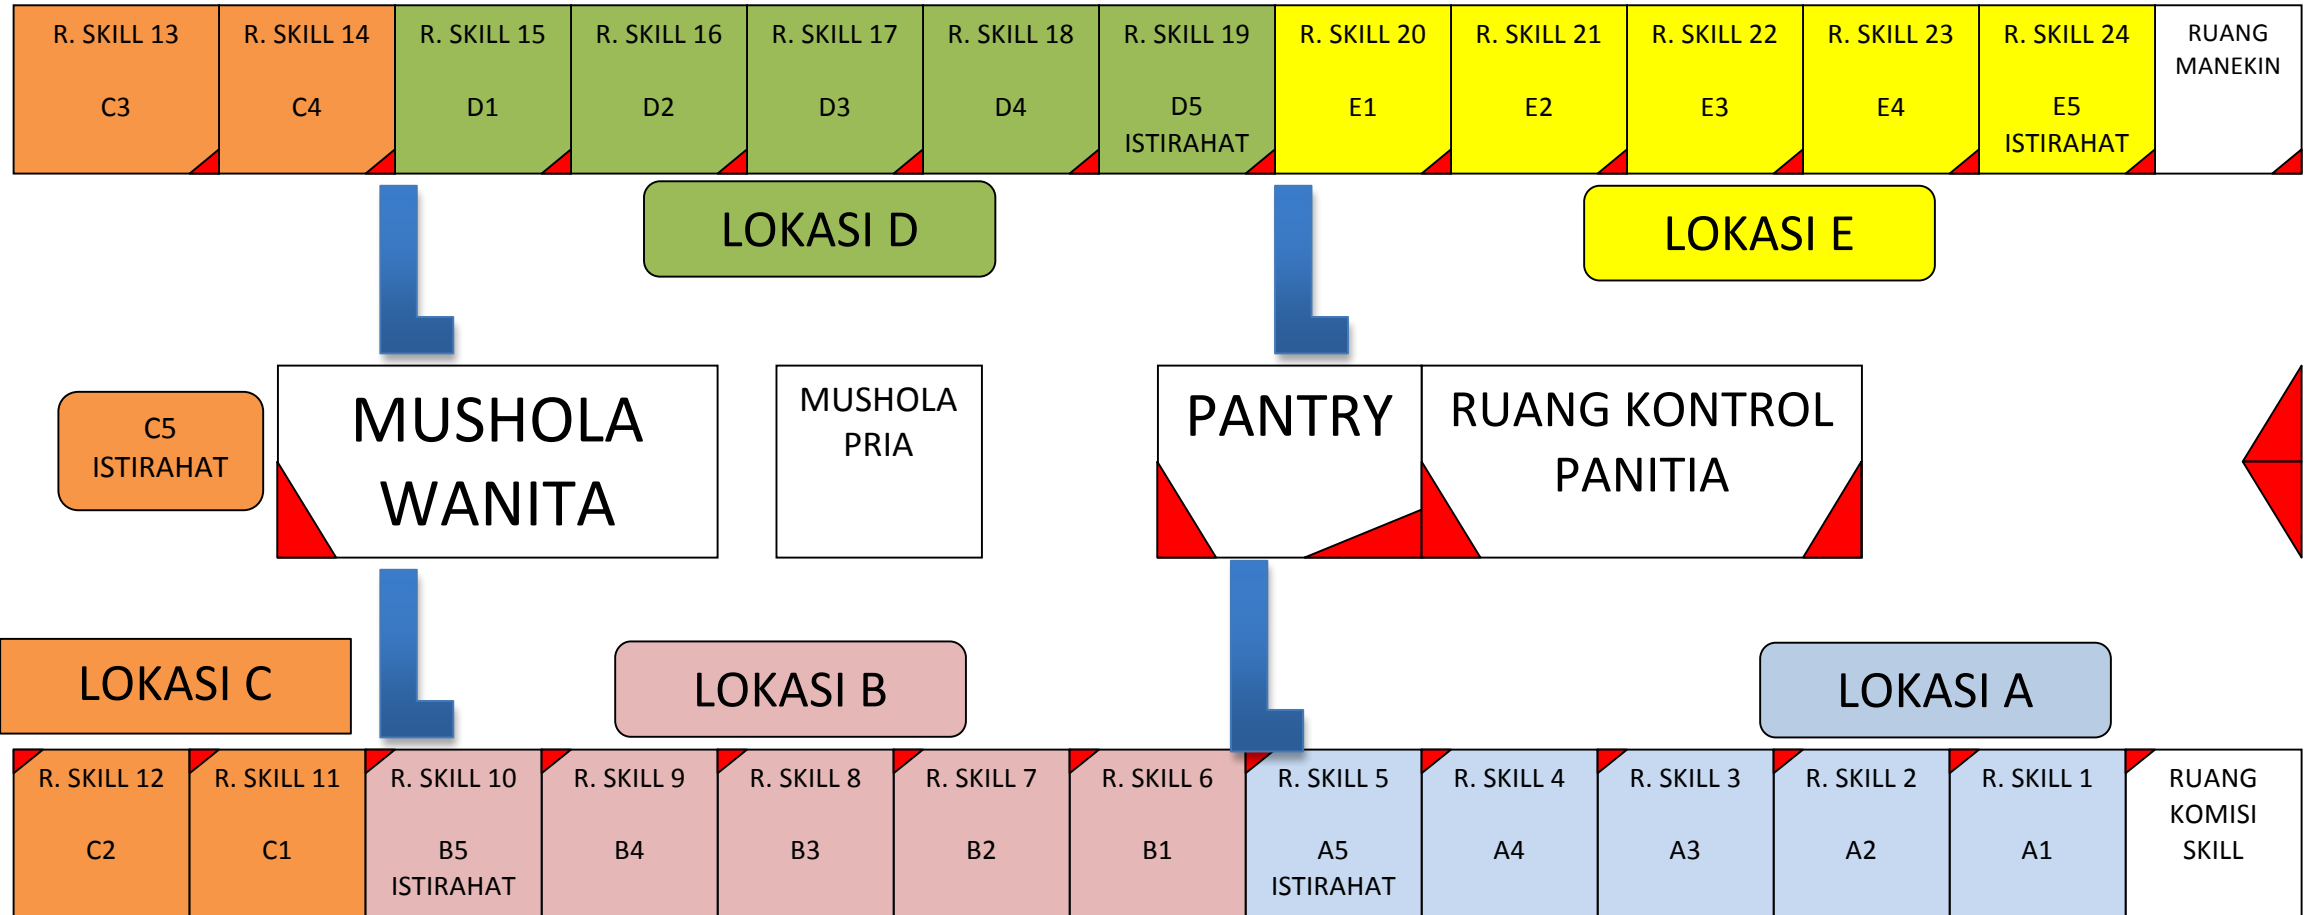 R. SKILL 13
C3
R. SKILL 14
C4
R. SKILL 15
D1
R. SKILL 16
D2
R. SKILL 17
D3
R. SKILL 18
D4
R. SKILL 19
D5
ISTIRAHAT
R. SKILL 20
E1
R. SKILL 21
E2
R. SKILL 22
E3
R. SKILL 23
E4
R. SKILL 24
E5
ISTIRAHAT
RUANG
MANEKIN
LOKASI D
LOKASI E
C5
ISTIRAHAT
MUSHOLA
WANITA
MUSHOLA
PRIA
PANTRY
RUANG KONTROL
PANITIA
LOKASI C
LOKASI B
LOKASI A
R. SKILL 12
C2
R. SKILL 11
C1
R. SKILL 10
B5
ISTIRAHAT
R. SKILL 9
B4
R. SKILL 8
B3
R. SKILL 7
B2
R. SKILL 6
B1
R. SKILL 5
A5
ISTIRAHAT
R. SKILL 4
A4
R. SKILL 3
A3
R. SKILL 2
A2
R. SKILL 1
A1
RUANG
KOMISI
SKILL